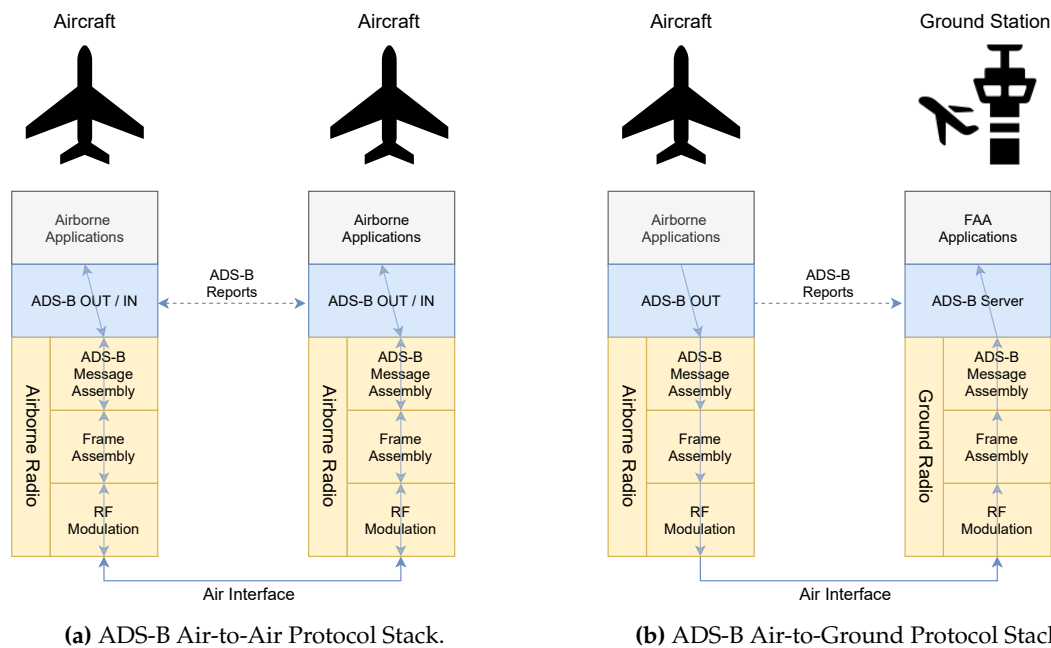 Aircraft
Aircraft
Airborne
Applications
Airborne
Applications
ADS-B
Reports
ADS-B OUT / IN
ADS-B OUT / IN
Airborne Radio
ADS-B
Message
Assembly
Frame
Assembly
RF
Modulation
Airborne Radio
ADS-B
Message
Assembly
Frame
Assembly
RF
Modulation
Air Interface
(a) ADS-B Air-to-Air Protocol Stack.
Aircraft
Ground Station
Airborne
Applications
FAA
Applications
ADS-B
Reports
ADS-B OUT
ADS-B Server
Airborne Radio
ADS-B
Message
Assembly
Frame
Assembly
RF
Modulation
Ground Radio
ADS-B
Message
Assembly
Frame
Assembly
RF
Modulation
Air Interface
(b) ADS-B Air-to-Ground Protocol Stac